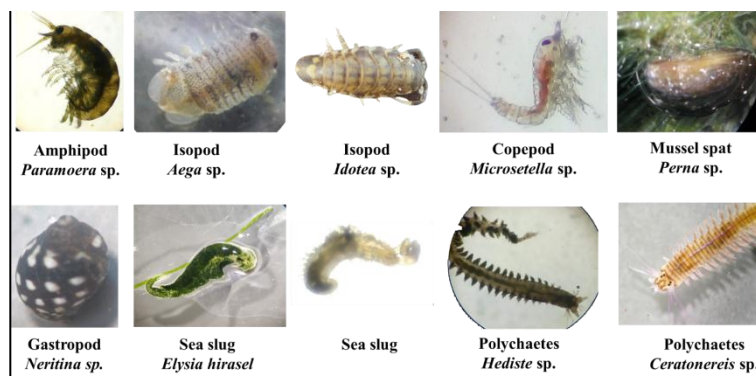 Amphipod
Paramoera sp.
Isopod
Aega sp.
Isopod
Idotea sp.
Copepod
Microsetella sp.
Mussel spat
Perna sp.
Gastropod
Neritina sp.
Sea slug
Elysia hirasel
Sea slug
Polychaetes
Hediste sp.
Polychaetes
Ceratonereis sp